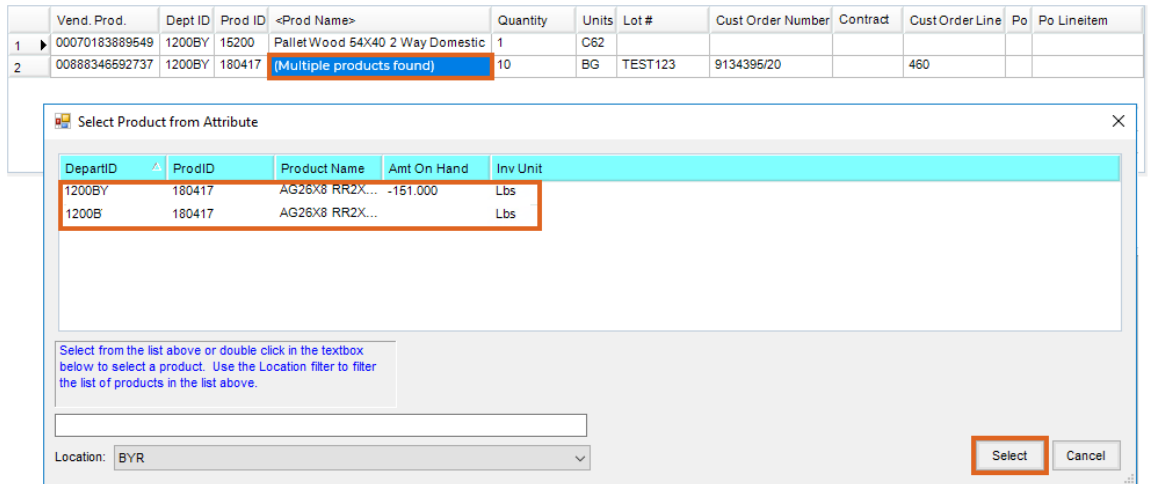 Vend. Prod. Dept ID Prod ID <Prod Name> Quantity Units Lot # Cust Order Number Contract Cust Order Line Po Po Lineitem
1 00070183889549 1200BY 15200 Pallet Wood 54X40 2 Way Domestic 1 C62
2 00888346592737 1200BY 180417 (Multiple products found) 10 BG TEST123 9134395/20 460
Select Product from Attribute
DepartID ProdID Product Name Amt On Hand Inv Unit
1200BY 180417 AG26X8 RR2X... -151.000 Lbs
1200B 180417 AG26X8 RR2X... Lbs
Select from the list above or double click in the textbox
below to select a product. Use the Location filter to filter
the list of products in the list above.
Location: BYR
Select Cancel